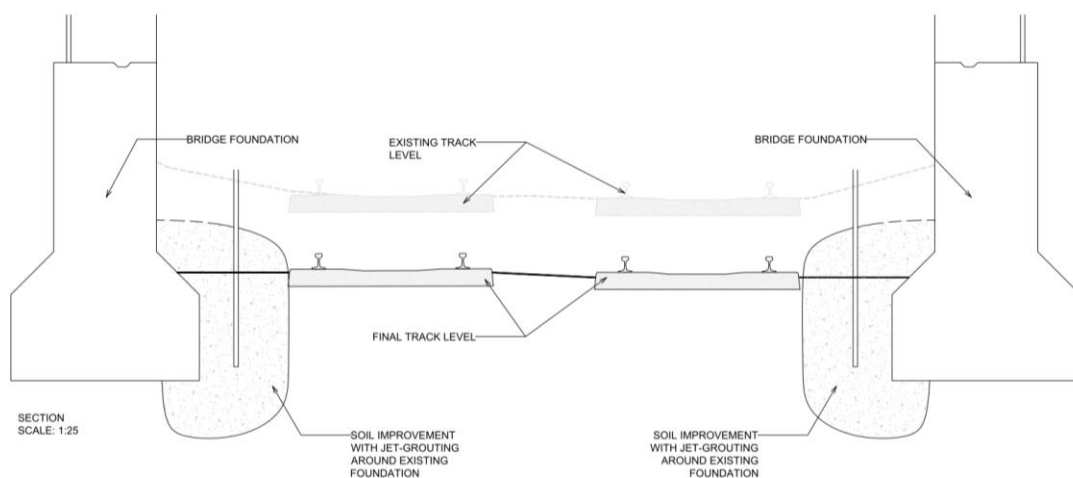 BRIDGE FOUNDATION
EXISTING TRACK
LEVEL
BRIDGE FOUNDATION
FINAL TRACK LEVEL
SECTION
SCALE: 1:25
SOIL IMPROVEMENT
WITH JET-GROUTING
AROUND EXISTING
FOUNDATION
SOIL IMPROVEMENT
WITH JET-GROUTING
AROUND EXISTING
FOUNDATION